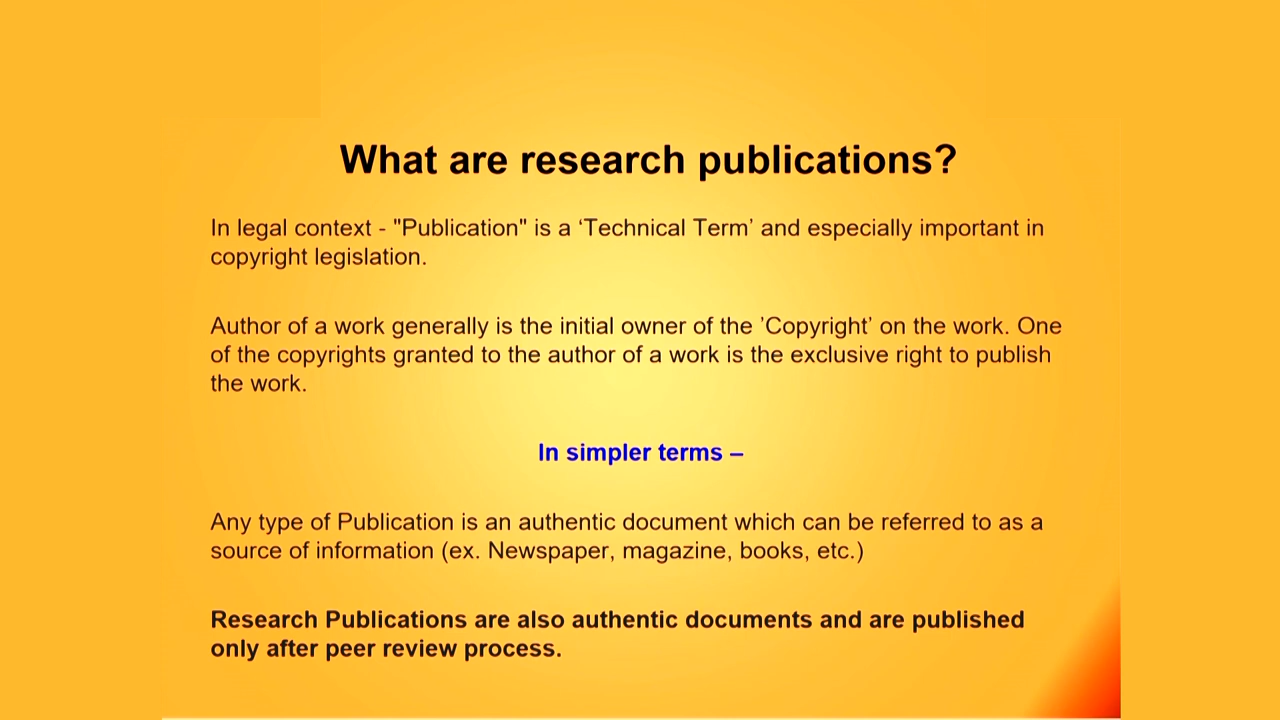 What are research publications?
In legal context - "Publication" is a ‘Technical Term’ and especially important in
copyright legislation.
Author of a work generally is the initial owner of the ’Copyright’ on the work. One
of the copyrights granted to the author of a work is the exclusive right to publish
the work.
In simpler terms –
Any type of Publication is an authentic document which can be referred to as a
source of information (ex. Newspaper, magazine, books, etc.)
Research Publications are also authentic documents and are published
only after peer review process.